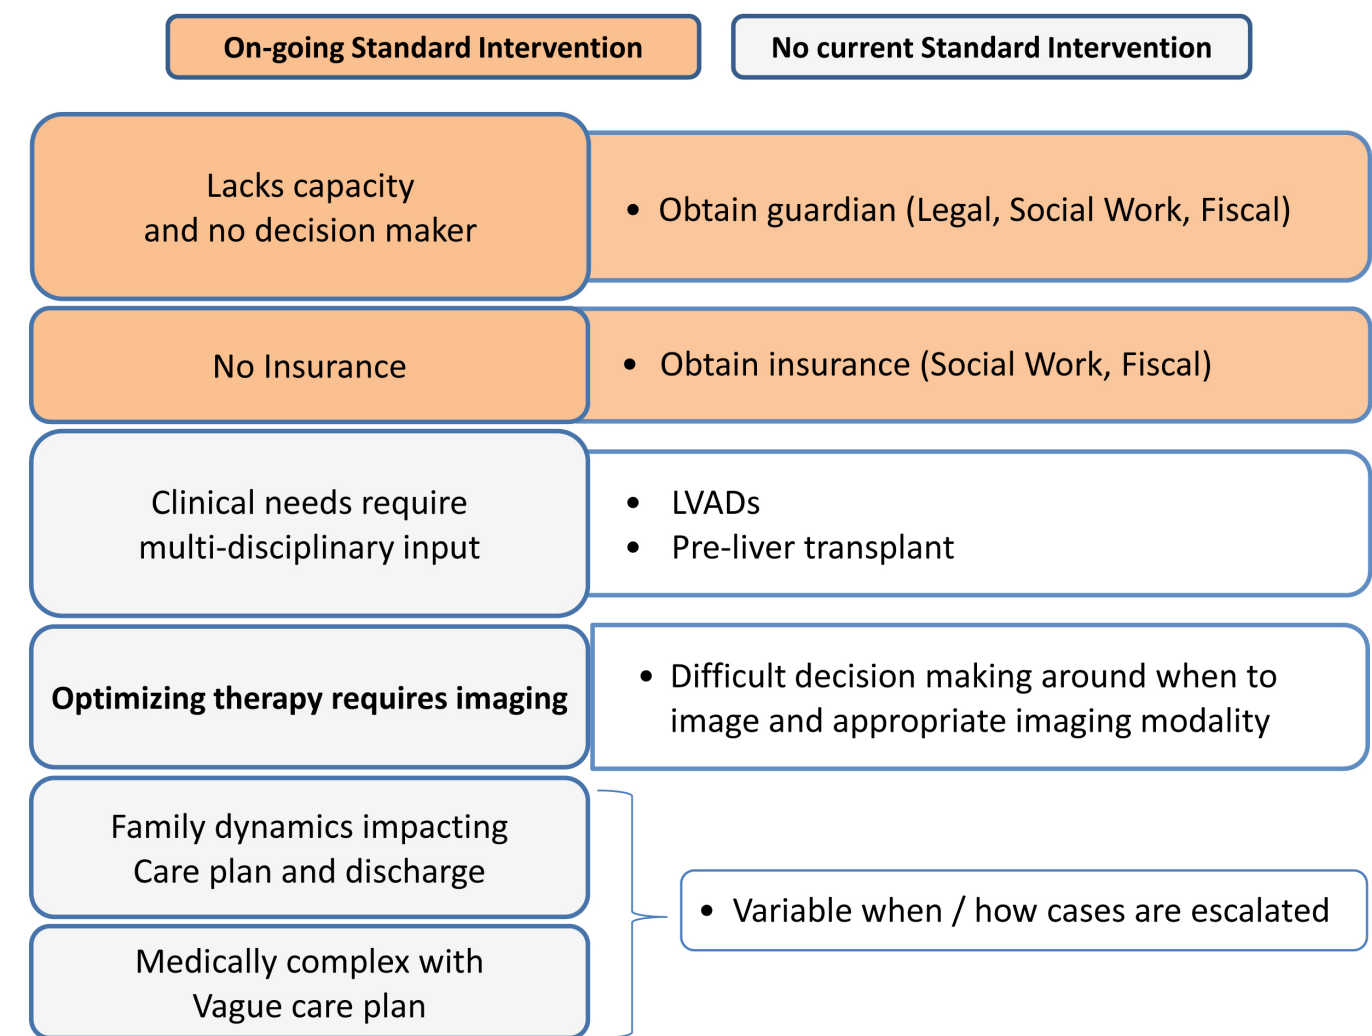 On-going Standard Intervention
No current Standard Intervention
Lacks capacity
and no decision maker
• Obtain guardian (Legal, Social Work, Fiscal)
No Insurance
• Obtain insurance (Social Work, Fiscal)
Clinical needs require
multi-disciplinary input
• LVADs
• Pre-liver transplant
Optimizing therapy requires imaging
• Difficult decision making around when to
image and appropriate imaging modality
Family dynamics impacting
Care plan and discharge
Medically complex with
Vague care plan
• Variable when / how cases are escalated